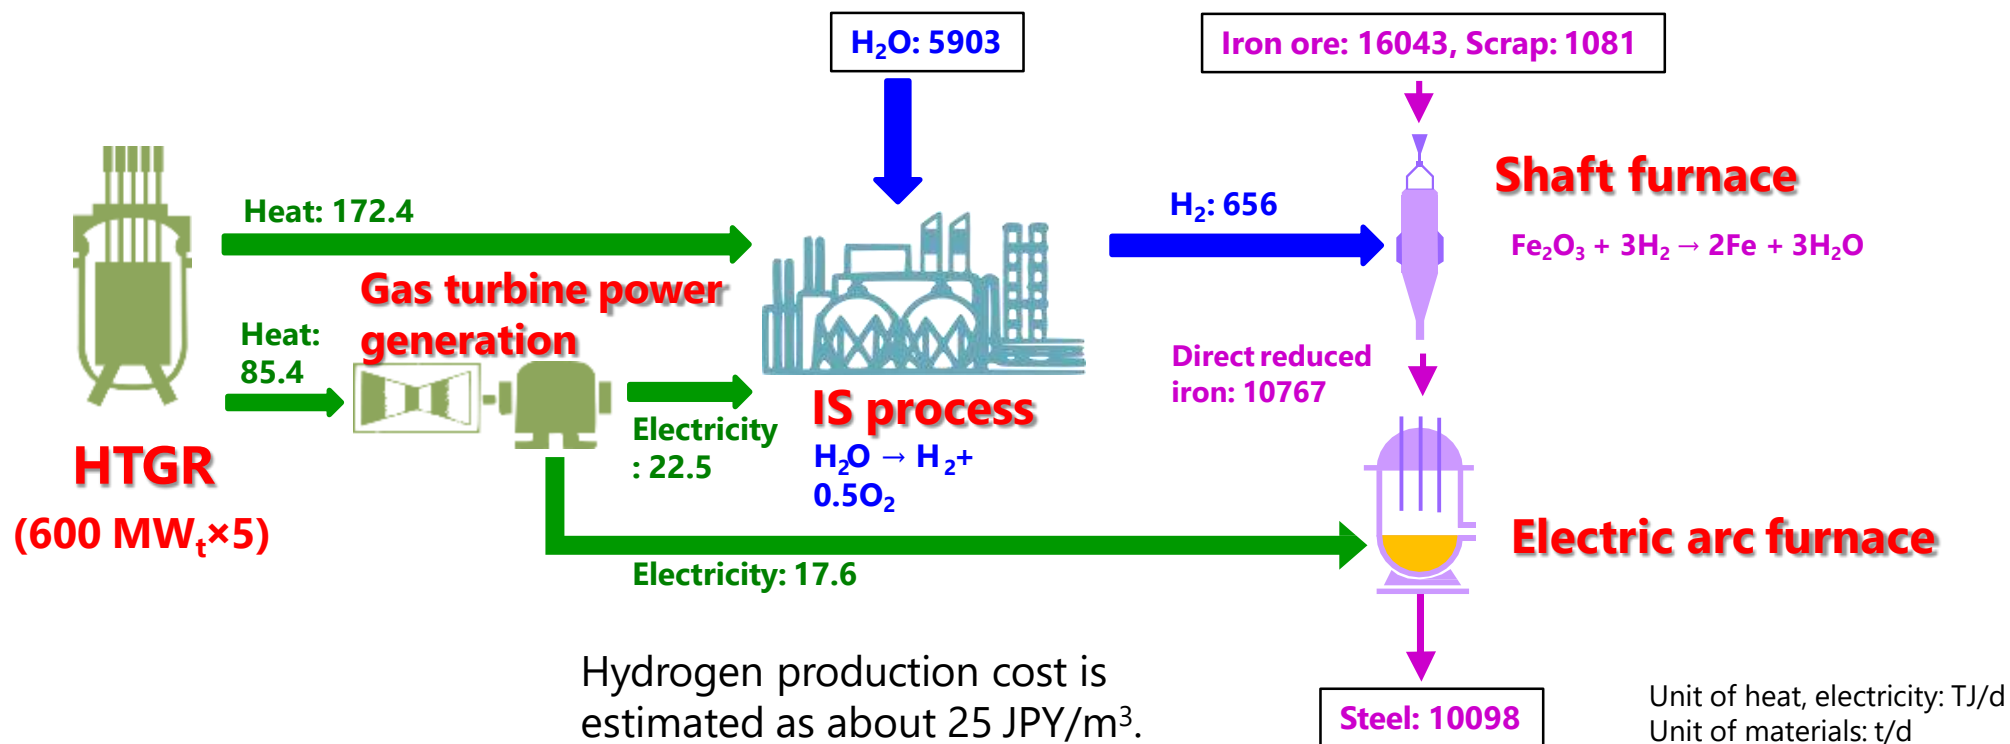 H₂O: 5903
Iron ore: 16043, Scrap: 1081
Shaft furnace
Fe₂O₃ + 3H₂ → 2Fe + 3H₂O
Heat: 172.4
H₂: 656
Gas turbine power
generation
Heat:
85.4
Direct reduced
iron: 10767
IS process
H₂O → H₂+
0.5O₂
Electricity
: 22.5
HTGR
(600 MWₜ×5)
Electric arc furnace
Electricity: 17.6
Hydrogen production cost is
estimated as about 25 JPY/m³.
Steel: 10098
Unit of heat, electricity: TJ/d
Unit of materials: t/d